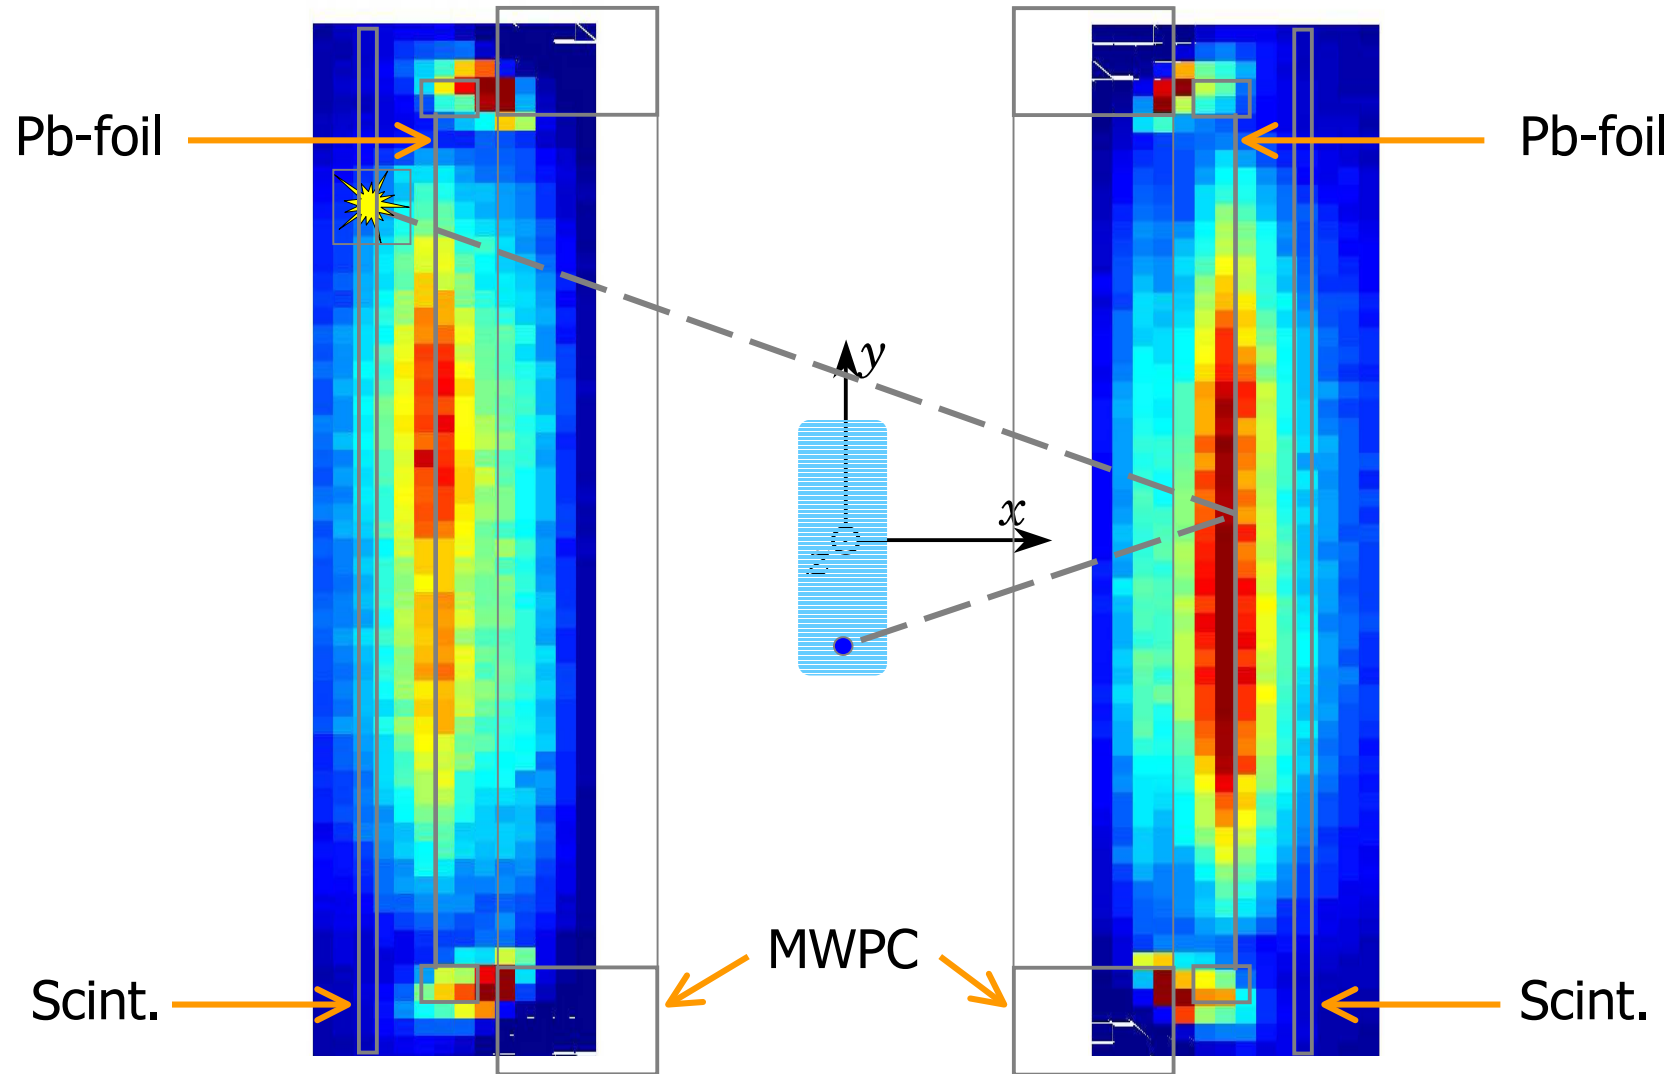 Pb-foil
Pb-foil
y
x
z
MWPC
Scint.
Scint.